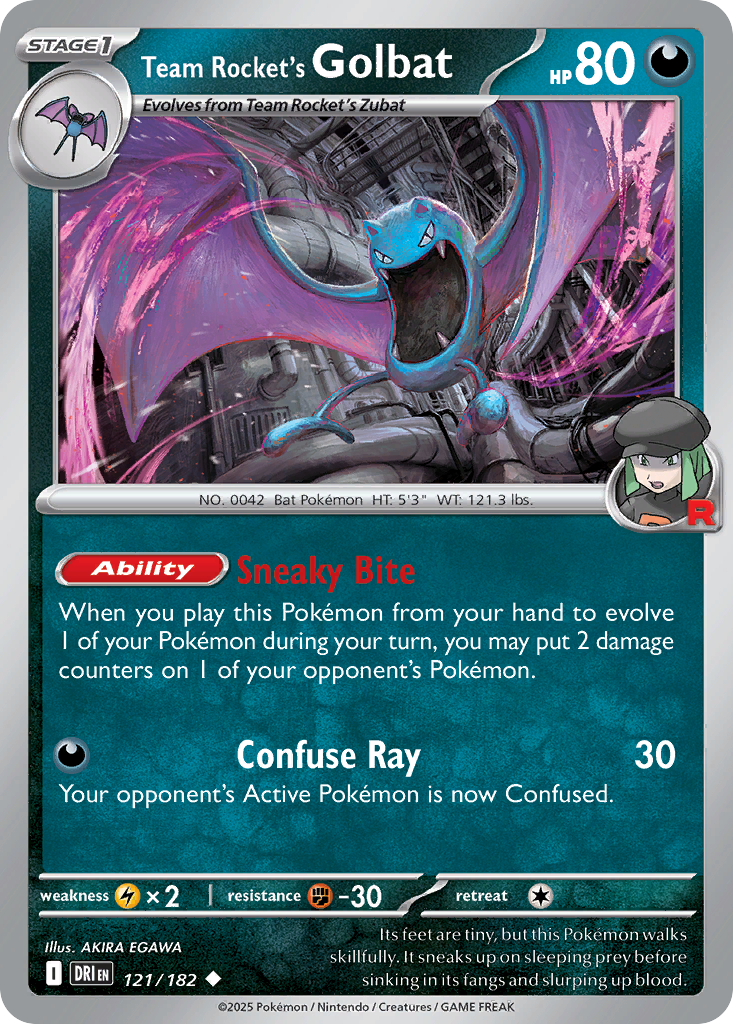 STAGE1
Team Rocket's Golbat
HP 80
Evolves from Team Rocket's Zubat
NO. 0042 Bat Pokémon HT: 5'3" WT: 121.3 lbs.
R
Ability Sneaky Bite
When you play this Pokémon from your hand to evolve
1 of your Pokémon during your turn, you may put 2 damage
counters on 1 of your opponent's Pokémon.
Confuse Ray 30
Your opponent's Active Pokémon is now Confused.
weakness ×2 resistance -30 retreat
Illus. AKIRA EGAWA
I DRI EN 121/182
Its feet are tiny, but this Pokémon walks
skillfully. It sneaks up on sleeping prey before
sinking in its fangs and slurping up blood.
©2025 Pokémon / Nintendo / Creatures / GAME FREAK